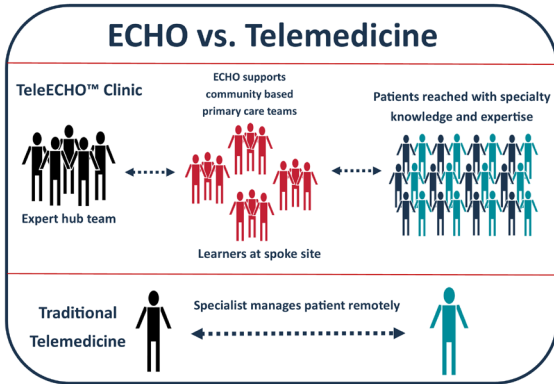 ECHO vs. Telemedicine
TeleECHO™ Clinic
ECHO supports
community based
primary care teams
Patients reached with specialty
knowledge and expertise
Expert hub team
Learners at spoke site
Traditional
Telemedicine
Specialist manages patient remotely